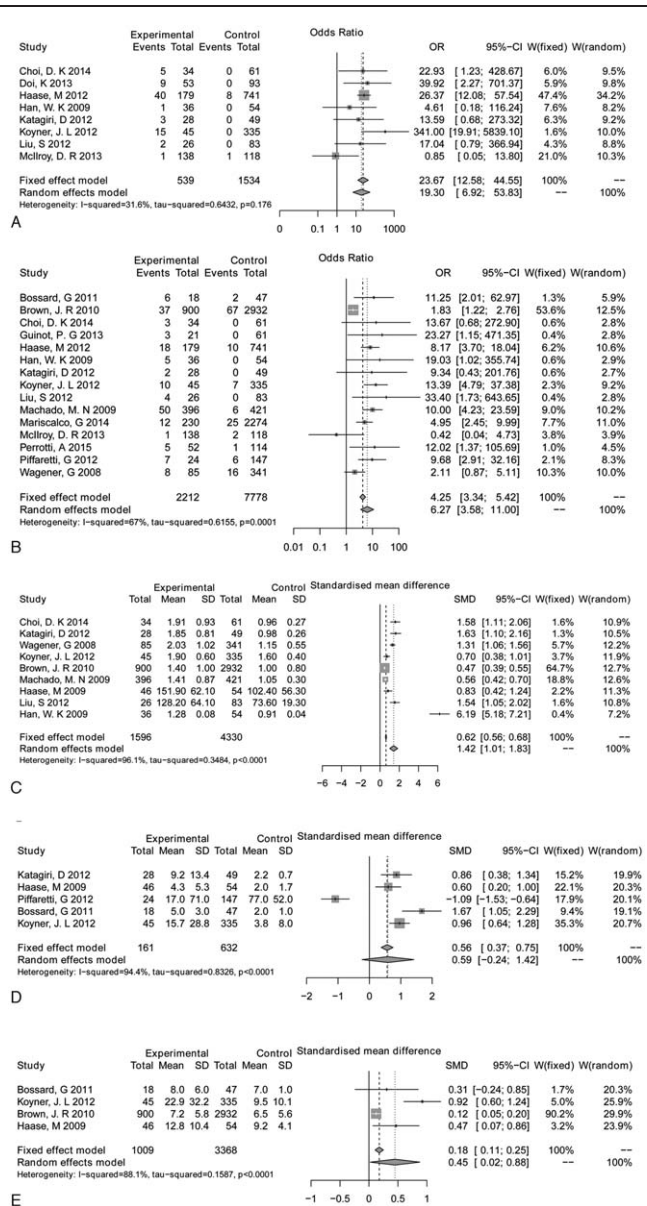 Experimental Control Odds Ratio
Study Events Total Events Total OR 95%-CI W(fixed) W(random)
Choi, D. K 2014 5 34 0 61 22.93 [ 1.23; 428.67] 6.0% 9.5%
Doi, K 2013 9 53 0 93 39.92 [ 2.27; 701.37] 5.9% 9.8%
Haase, M 2012 40 179 8 741 26.37 [12.08; 57.54] 47.4% 34.2%
Han, W. K 2009 1 36 0 54 4.61 [ 0.18; 116.24] 7.6% 8.2%
Katagiri, D 2012 3 28 0 49 13.59 [ 0.68; 273.32] 6.3% 9.2%
Koyner, J. L 2012 15 45 0 335 341.00 [19.91; 5839.10] 1.6% 10.0%
Liu, S 2012 2 26 0 83 17.04 [ 0.79; 366.94] 4.3% 8.8%
McIlroy, D. R 2013 1 138 1 118 0.85 [ 0.05; 13.80] 21.0% 10.3%
Fixed effect model 539 1534 23.67 [12.58; 44.55] 100% --
Random effects model 19.30 [ 6.92; 53.83] -- 100%
Heterogeneity: I-squared=31.6%, tau-squared=0.6432, p=0.176
A
0 0 1 10 1000
Experimental Control Odds Ratio
Study Events Total Events Total OR 95%-CI W(fixed) W(random)
Bossard, G 2011 6 18 2 47 11.25 [2.01; 62.97] 1.3% 5.9%
Brown, J. R 2010 37 900 67 2932 1.83 [1.22; 2.76] 53.6% 12.5%
Choi, D. K 2014 3 34 0 61 13.67 [0.68; 272.90] 0.6% 2.8%
Guinot, P. G 2013 3 21 0 61 23.27 [1.15; 471.35] 0.4% 2.8%
Haase, M 2012 18 179 10 741 8.17 [3.70; 18.04] 6.2% 10.6%
Han, W. K 2009 5 36 0 54 19.03 [1.02; 355.74] 0.6% 2.9%
Katagiri, D 2012 2 28 0 49 9.34 [0.43; 201.76] 0.6% 2.7%
Koyner, J. L 2012 10 45 7 335 13.39 [4.79; 37.38] 2.3% 9.2%
Liu, S 2012 4 26 0 83 33.40 [1.73; 643.65] 0.4% 2.8%
Machado, M. N 2009 50 396 6 421 10.00 [4.23; 23.59] 9.0% 10.2%
Mariscalco, G 2014 12 230 25 2274 4.95 [2.45; 9.99] 7.7% 11.0%
McIlroy, D. R 2013 1 138 2 118 0.42 [0.04; 4.73] 3.8% 3.9%
Perrotti, A 2015 5 52 1 114 12.02 [1.37; 105.69] 1.0% 4.5%
Piffaretti, G 2012 7 24 6 147 9.68 [2.91; 32.16] 2.1% 8.3%
Wagener, G 2008 8 85 16 341 2.11 [0.87; 5.11] 10.3% 10.0%
Fixed effect model 2212 7778 4.25 [3.34; 5.42] 100% --
Random effects model 6.27 [3.58; 11.00] -- 100%
Heterogeneity: I-squared=67%, tau-squared=0.6155, p=0.0001
B
0.01 0.1 0 1 10 100
Experimental Control Standardised mean difference
Study Total Mean SD Total Mean SD SMD 95%-CI W(fixed) W(random)
Choi, D. K 2014 34 1.91 0.93 61 0.96 0.27 1.58 [1.11; 2.06] 1.6% 10.9%
Katagiri, D 2012 28 1.85 0.81 49 0.98 0.26 1.63 [1.10; 2.16] 1.3% 10.5%
Wagener, G 2008 85 2.03 1.02 341 1.15 0.55 1.31 [1.06; 1.56] 5.7% 12.2%
Koyner, J. L 2012 45 1.90 0.60 335 1.40 0.72 0.70 [0.38; 1.01] 3.7% 11.9%
Brown, J. R 2010 900 1.40 1.00 2932 1.00 0.80 0.47 [0.39; 0.55] 64.7% 12.6%
Machado, M. N 2009 396 1.41 0.87 421 1.05 0.30 0.56 [0.42; 0.70] 18.8% 12.6%
Haase, M 2009 46 151.90 62.10 54 102.40 56.30 0.83 [0.42; 1.24] 2.2% 11.3%
Liu, S 2012 26 128.20 64.10 83 73.60 19.30 1.54 [1.05; 2.02] 1.6% 10.8%
Han, W. K 2009 36 1.28 0.08 54 0.91 0.04 6.19 [5.18; 7.21] 0.4% 7.2%
Fixed effect model 1596 4330 0.62 [0.56; 0.68] 100% --
Random effects model 1.42 [1.01; 1.83] -- 100%
Heterogeneity: I-squared=96.1%, tau-squared=0.3484, p<0.0001
C
−6 −4 −2 0 2 4 6
Experimental Control Standardised mean difference
Total Mean SD Total Mean SD SMD 95%-CI W(fixed) W(random)
Katagiri, D 2012 28 9.2 13.4 49 2.2 0.7 0.86 [ 0.38; 1.34] 15.2% 19.9%
Haase, M 2009 46 4.3 5.3 54 2.0 1.7 0.60 [ 0.20; 1.00] 22.1% 20.3%
Piffaretti, G 2012 24 17.0 71.0 147 77.0 52.0 -1.09 [-1.53; -0.64] 17.9% 20.1%
Bossard, G 2011 18 5.0 3.0 47 2.0 1.0 1.67 [ 1.05; 2.29] 9.4% 19.1%
Koyner, J. L 2012 45 15.7 28.8 335 3.8 8.0 0.96 [ 0.64; 1.28] 35.3% 20.7%
Fixed effect model 161 632 0.56 [ 0.37; 0.75] 100% --
Random effects model 0.59 [-0.24; 1.42] -- 100%
Heterogeneity: I-squared=94.4%, tau-squared=0.8326, p<0.0001
D
−2 −1 0 1 2
Experimental Control Standardised mean difference
Study Total Mean SD Total Mean SD SMD 95%-CI W(fixed) W(random)
Bossard, G 2011 18 8.0 6.0 47 7.0 1.0 0.31 [−0.24; 0.85] 1.7% 20.3%
Koyner, J. L 2012 45 22.9 32.2 335 9.5 10.1 0.92 [ 0.60; 1.24] 5.0% 25.9%
Brown, J. R 2010 900 7.2 5.8 2932 6.5 5.6 0.12 [ 0.05; 0.20] 90.2% 29.9%
Haase, M 2009 46 12.8 10.4 54 9.2 4.1 0.47 [ 0.07; 0.86] 3.2% 23.9%
Fixed effect model 1009 3368 0.18 [ 0.11; 0.25] 100% --
Random effects model 0.45 [ 0.02; 0.88] -- 100%
Heterogeneity: I-squared=88.1%, tau-squared=0.1587, p<0.0001
E
−1 −0.5 0 0.5 1